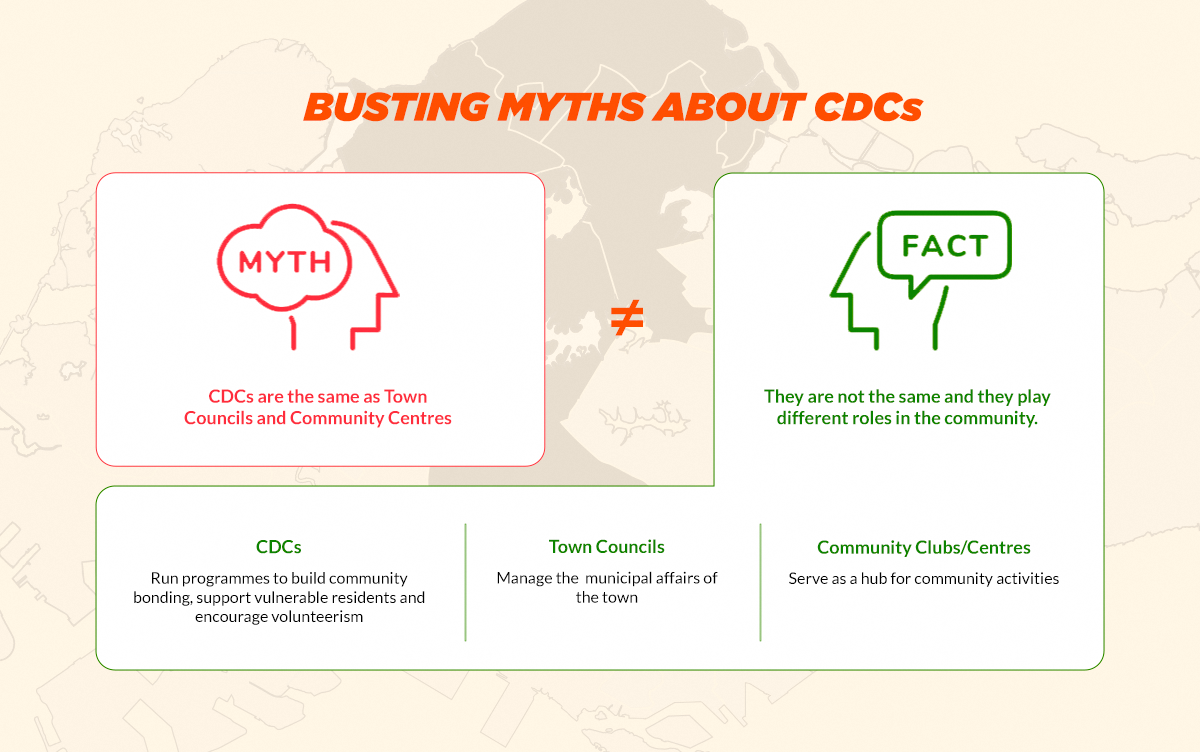 BUSTING MYTHS ABOUT CDCs
MYTH
CDCs are the same as Town
Councils and Community Centres
≠
FACT
They are not the same and they play
different roles in the community.
CDCs
Run programmes to build community
bonding, support vulnerable residents and
encourage volunteerism
Town Councils
Manage the municipal affairs of
the town
Community Clubs/Centres
Serve as a hub for community activities